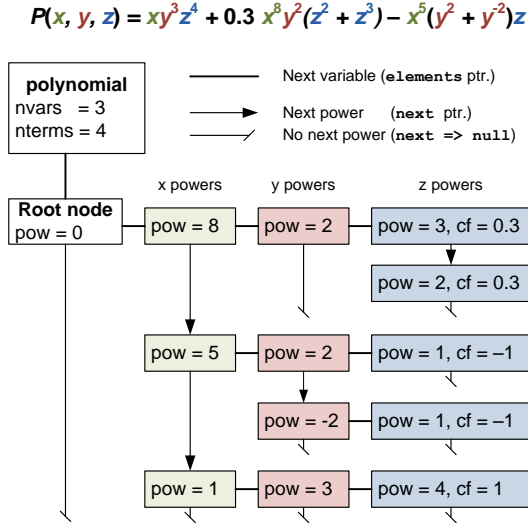 P(x, y, z) = xy³z⁴ + 0.3 x⁸y²(z² + z³) – x⁵(y² + y⁻²)z
polynomial
nvars = 3
nterms = 4
Next variable (elements ptr.)
Next power (next ptr.)
No next power (next => null)
x powers y powers z powers
Root node
pow = 0
pow = 8 pow = 2 pow = 3, cf = 0.3
pow = 2, cf = 0.3
pow = 5 pow = 2 pow = 1, cf = –1
pow = -2 pow = 1, cf = –1
pow = 1 pow = 3 pow = 4, cf = 1